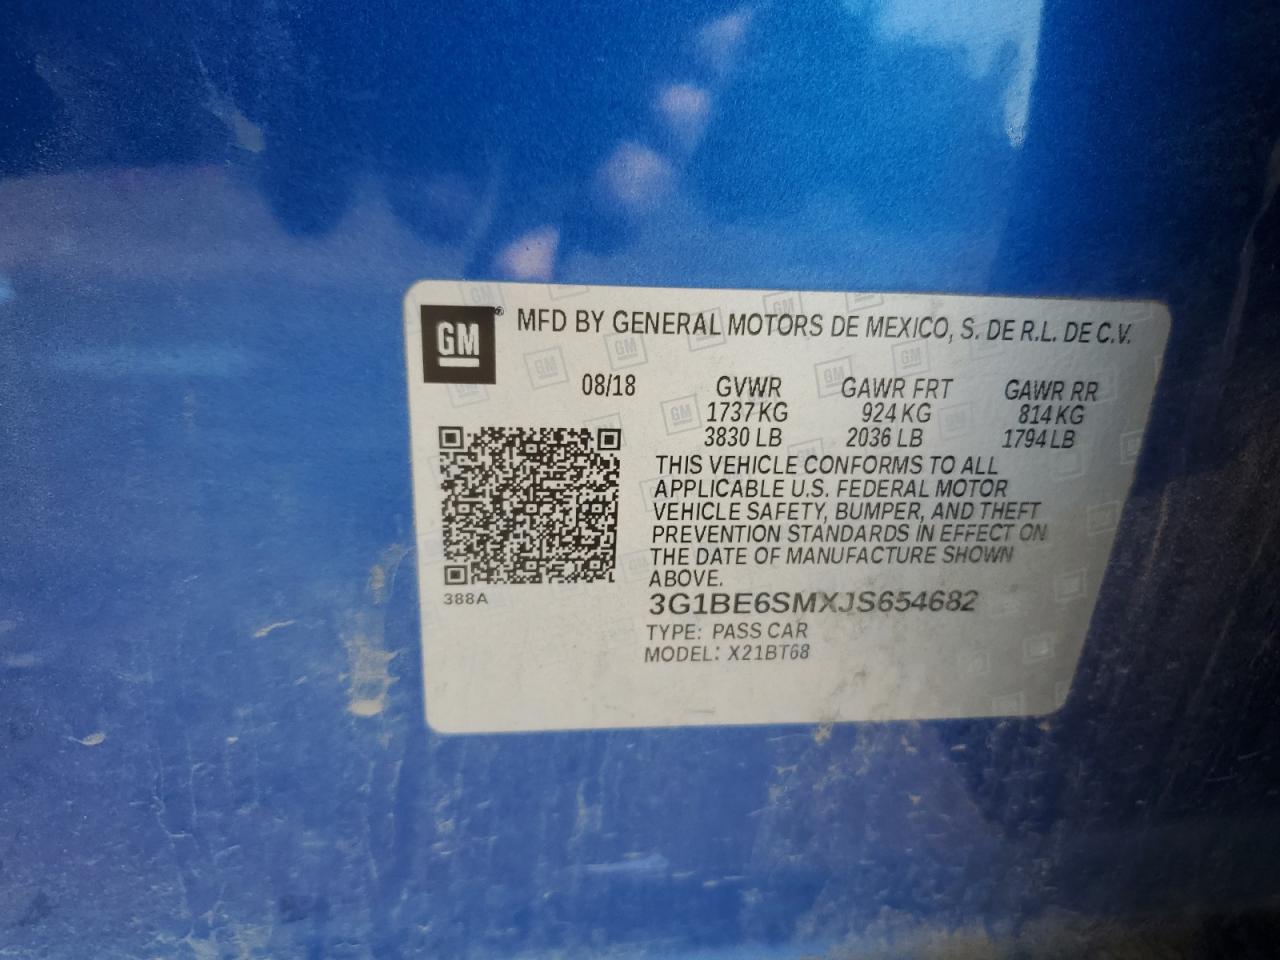 GM® MFD BY GENERAL MOTORS DE MEXICO, S. DE R.L. DE C.V.
08/18 GVWR GAWR FRT GAWR RR
1737 KG 924 KG 814 KG
3830 LB 2036 LB 1794 LB
THIS VEHICLE CONFORMS TO ALL
APPLICABLE U.S. FEDERAL MOTOR
VEHICLE SAFETY, BUMPER, AND THEFT
PREVENTION STANDARDS IN EFFECT ON
THE DATE OF MANUFACTURE SHOWN
ABOVE.
388A
3G1BE6SMXJS654682
TYPE: PASS CAR
MODEL: X21BT68